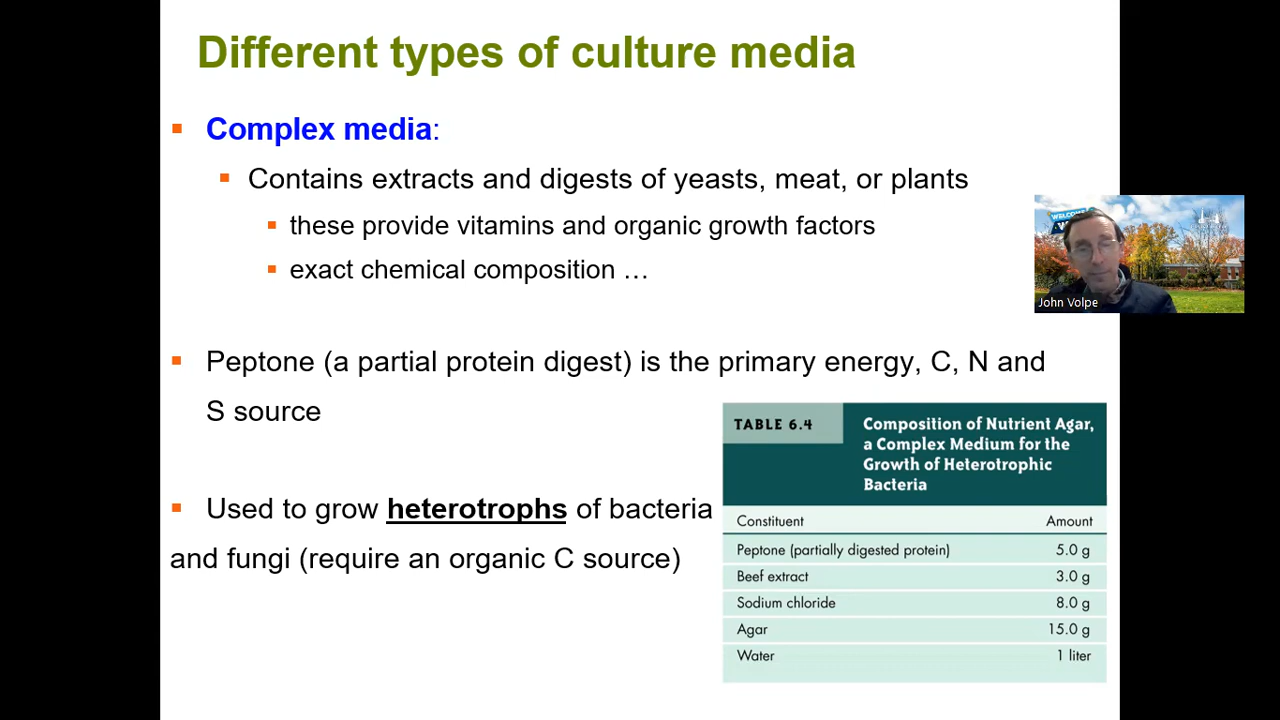 Different types of culture media
Complex media:
Contains extracts and digests of yeasts, meat, or plants
these provide vitamins and organic growth factors
exact chemical composition …
Peptone (a partial protein digest) is the primary energy, C, N and
S source
Used to grow heterotrophs of bacteria
and fungi (require an organic C source)
TABLE 6.4
Composition of Nutrient Agar,
a Complex Medium for the
Growth of Heterotrophic
Bacteria
Constituent Amount
Peptone (partially digested protein) 5.0 g
Beef extract 3.0 g
Sodium chloride 8.0 g
Agar 15.0 g
Water 1 liter
John Volpe